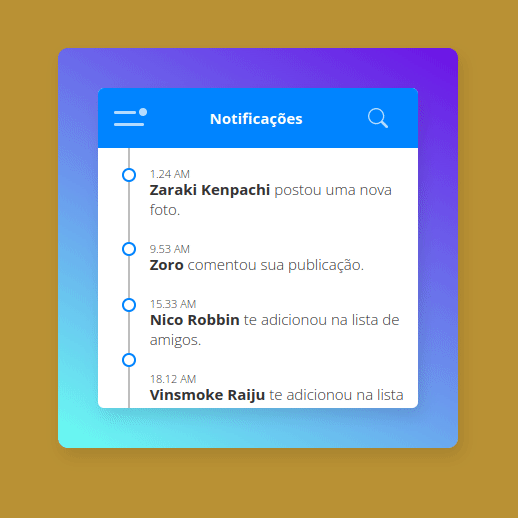 Notificações
1.24 AM
Zaraki Kenpachi postou uma nova
foto.
9.53 AM
Zoro comentou sua publicação.
15.33 AM
Nico Robbin te adicionou na lista de
amigos.
18.12 AM
Vinsmoke Raiju te adicionou na lista